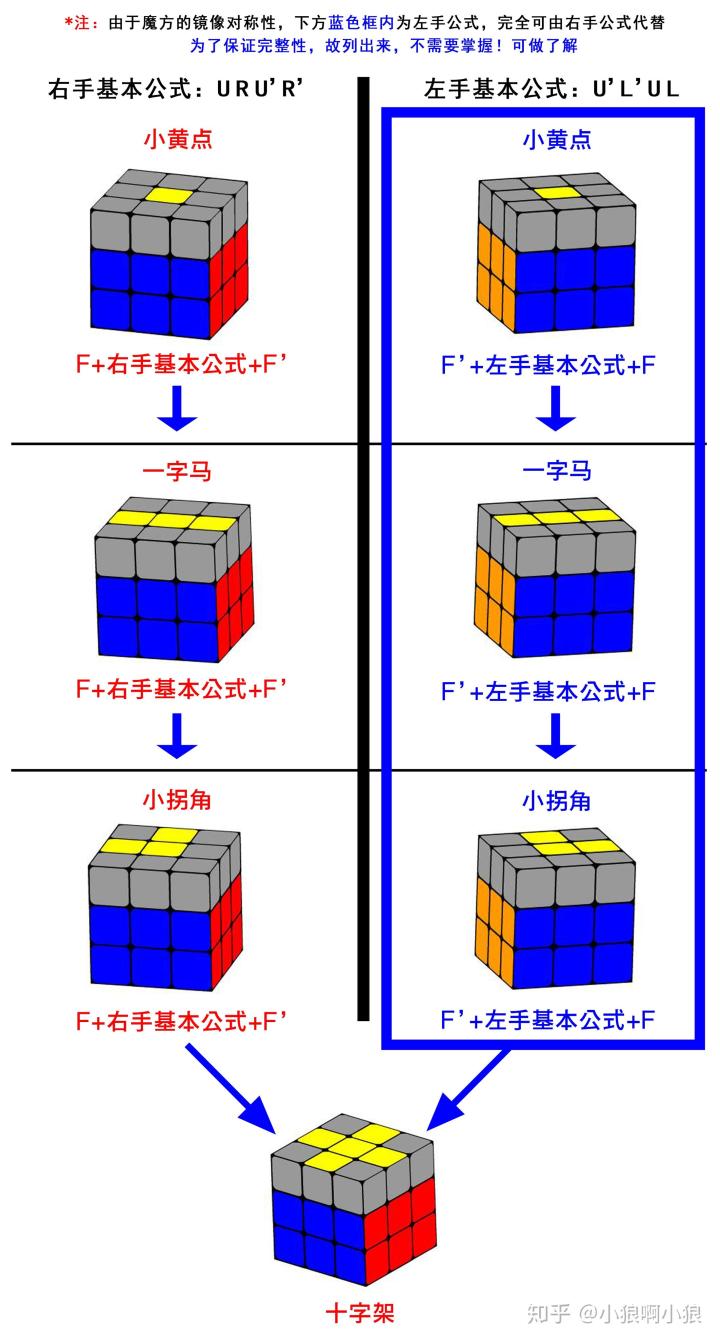 *注：由于魔方的镜像对称性，下方蓝色框内为左手公式，完全可由右手公式代替
为了保证完整性，故列出来，不需要掌握！可做了解
右手基本公式：U R U’R’
小黄点
F+右手基本公式+F’
一字马
F+右手基本公式+F’
小拐角
F+右手基本公式+F’
左手基本公式：U’L’U L
小黄点
F’+左手基本公式+F
一字马
F’+左手基本公式+F
小拐角
F’+左手基本公式+F
十字架
知乎 @小狼啊小狼